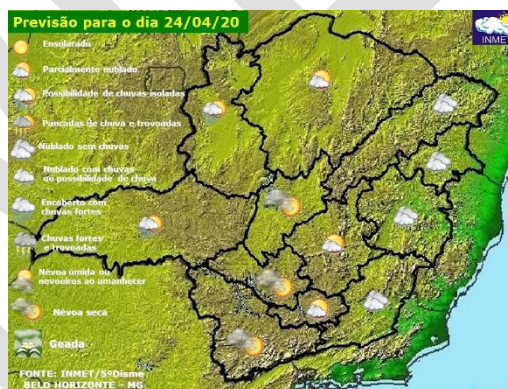 Previsão para o dia 24/04/20
INMET
Ensolarado
Parcialmente nublado
Possibilidade de chuvas isoladas
Pancadas de chuva e trovoadas
Nublado sem chuvas
Nublado com chuvas
ou possibilidade de chuva
Encoberto com
chuvas fortes
Chuvas fortes
e trovoadas
Névoa úmida ou
nevoeiros ao amanhecer
Névoa seca
Geada
FONTE: INMET/5ºDisme
BELO HORIZONTE - MG